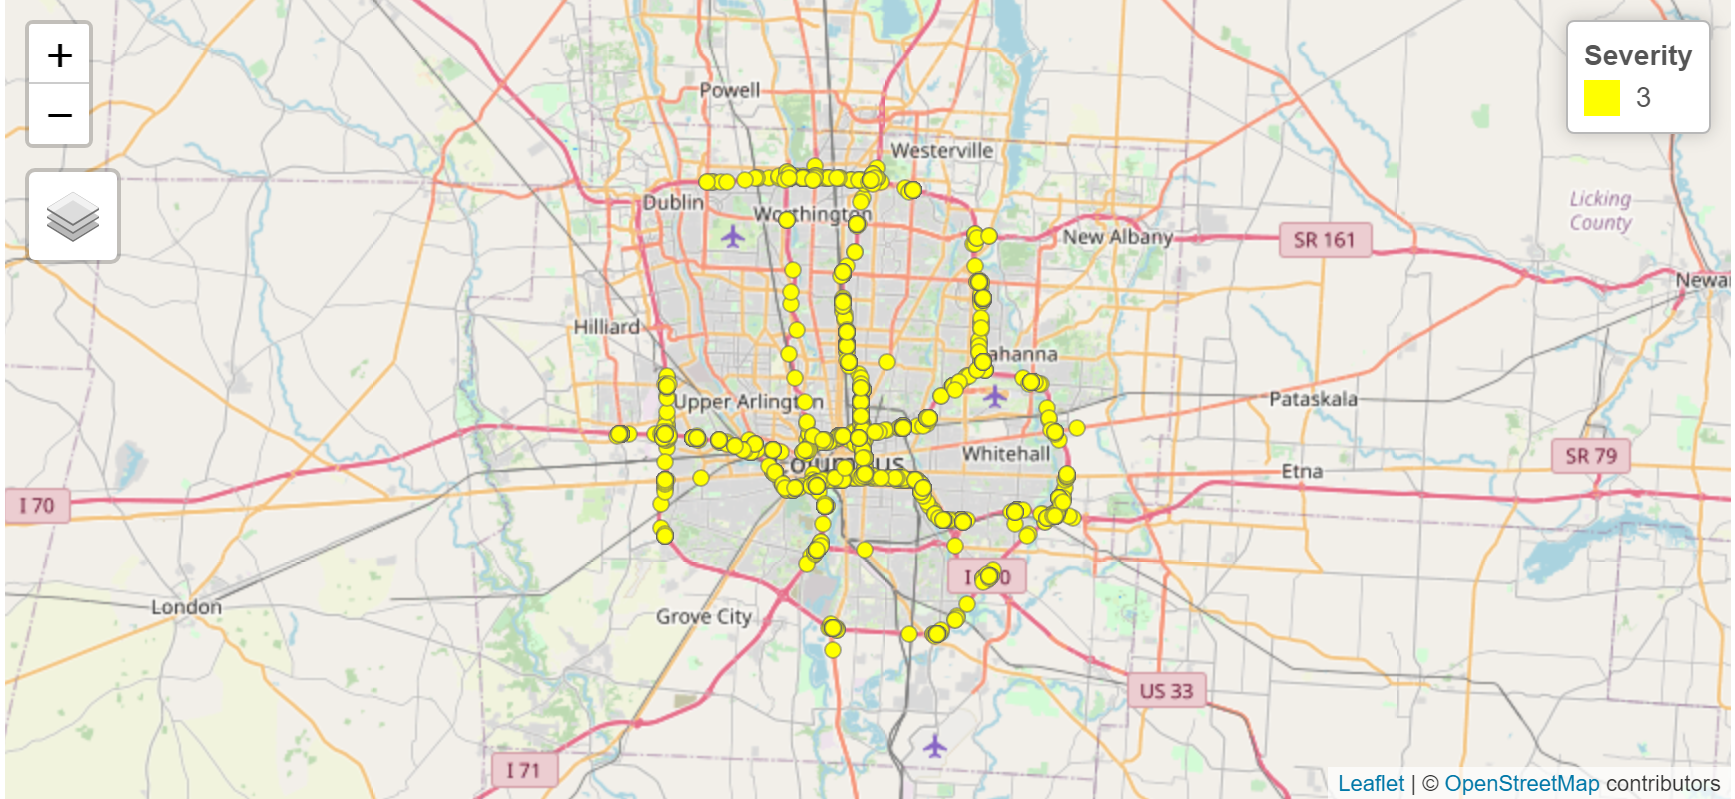 +
−
Severity
3
Powell
Westerville
Dublin
Worthington
Licking
County
New Albany
SR 161
Newar
Hilliard
ahanna
Upper Arlington
Pataskala
Columbus
Whitehall
SR 79
Etna
I 70
London
Grove City
US 33
I 71
Leaflet | © OpenStreetMap contributors